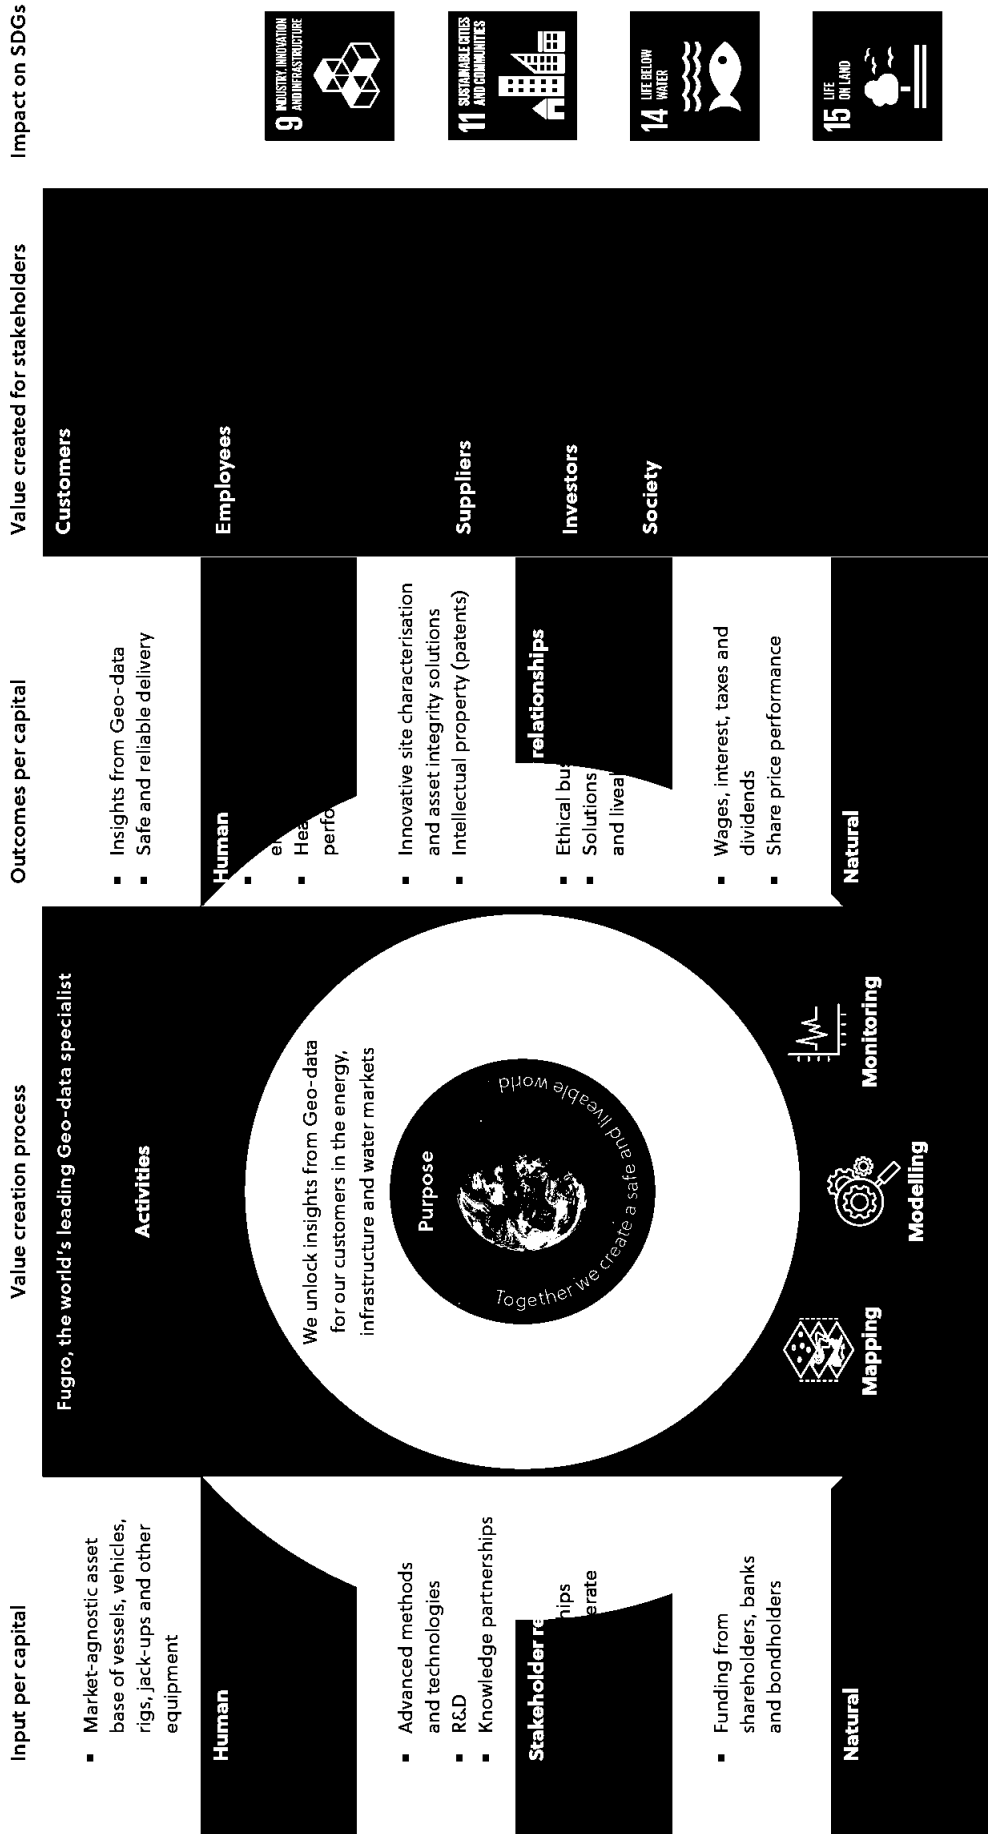 Input per capital
Market-agnostic asset
base of vessels, vehicles,
rigs, jack-ups and other
equipment
Human
Advanced methods
and technologies
R&D
Knowledge partnerships
Stakeholder
Funding from
shareholders, banks
and bondholders
Natural
Value creation process
Fugro, the world's leading Geo-data specialist
Activities
We unlock insights from Geo-data
for our customers in the energy,
infrastructure and water markets
Purpose
Together we create a safe and liveable world
Mapping
Modelling
Monitoring
Outcomes per capital
Insights from Geo-data
Safe and reliable delivery
Human
Innovative site characterisation
and asset integrity solutions
Intellectual property (patents)
relationships
Ethical
Solutions
and
Wages, interest, taxes and
dividends
Share price performance
Natural
Value created for stakeholders
Customers
Employees
Suppliers
Investors
Society
Impact on SDGs
9 INDUSTRY, INNOVATION
AND INFRASTRUCTURE
11 SUSTAINABLE CITIES
AND COMMUNITIES
14 LIFE BELOW
WATER
15 LIFE
ON LAND